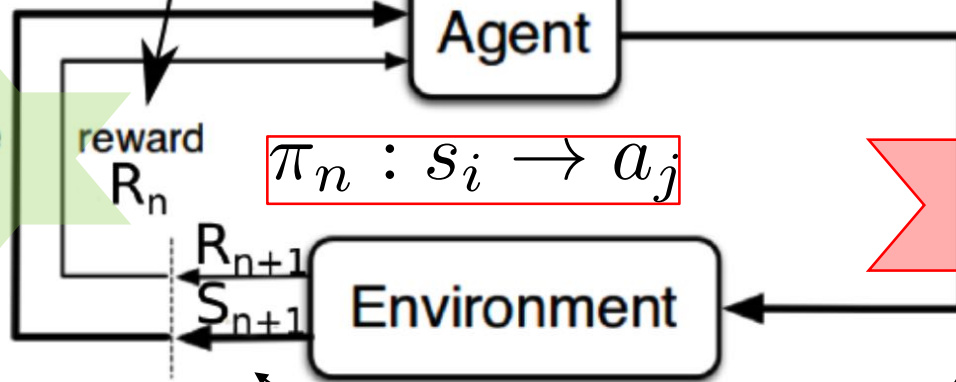 Agent
reward
Rₙ
πₙ : sᵢ → aⱼ
Rₙ₊₁
Sₙ₊₁
Environment